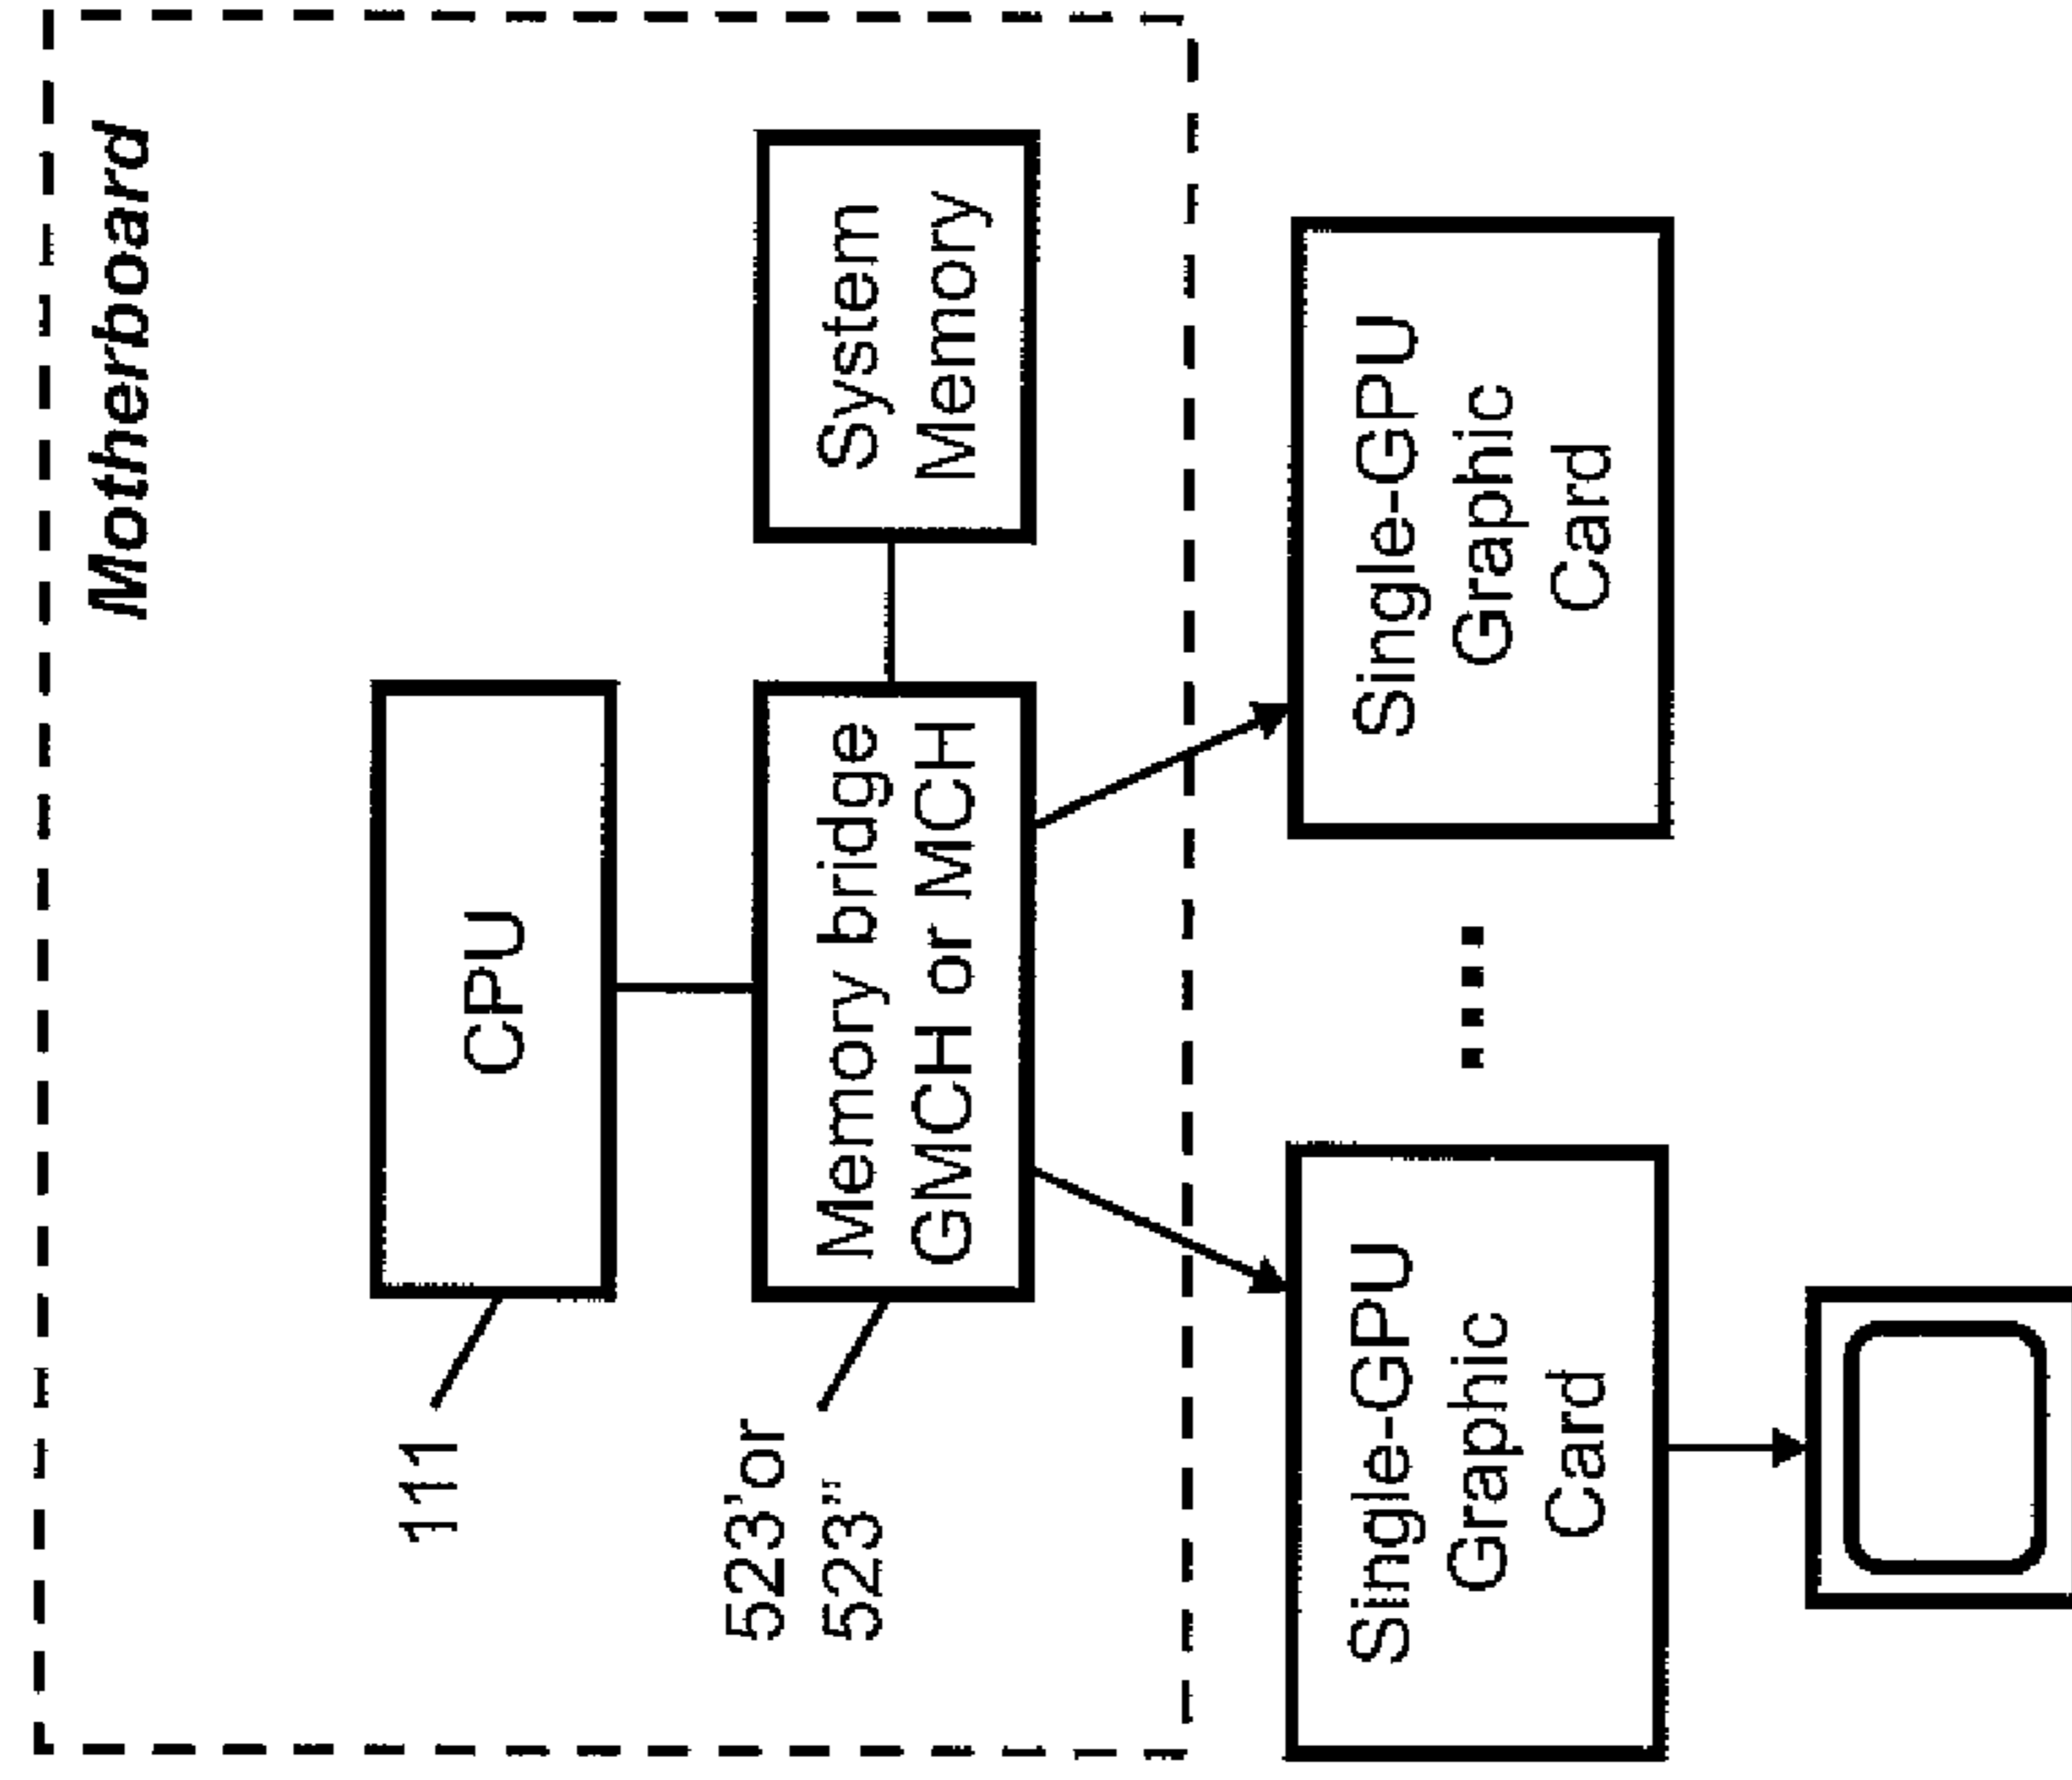 Motherboard
111
CPU
523' or
523"
Memory bridge
GMCH or MCH
System
Memory
Single-GPU
Graphic
Card
Single-GPU
Graphic
Card